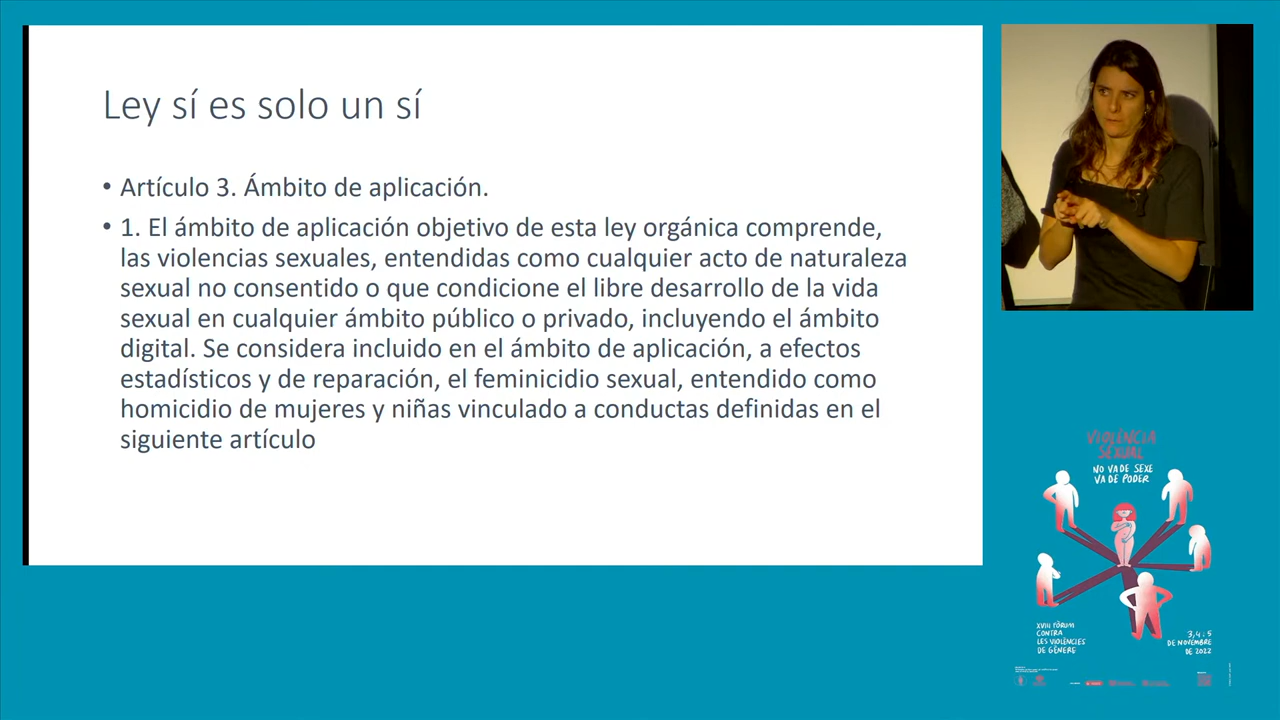 Ley sí es solo un sí
• Artículo 3. Ámbito de aplicación.
• 1. El ámbito de aplicación objetivo de esta ley orgánica comprende,
las violencias sexuales, entendidas como cualquier acto de naturaleza
sexual no consentido o que condicione el libre desarrollo de la vida
sexual en cualquier ámbito público o privado, incluyendo el ámbito
digital. Se considera incluido en el ámbito de aplicación, a efectos
estadísticos y de reparación, el feminicidio sexual, entendido como
homicidio de mujeres y niñas vinculado a conductas definidas en el
siguiente artículo
VIOLÈNCIA
SEXUAL
NO VA DE SEXE
VA DE PODER
XVIII FÒRUM
CONTRA
LES VIOLÈNCIES
DE GÈNERE
3, 4 i 5
DE NOVEMBRE
DE 2022